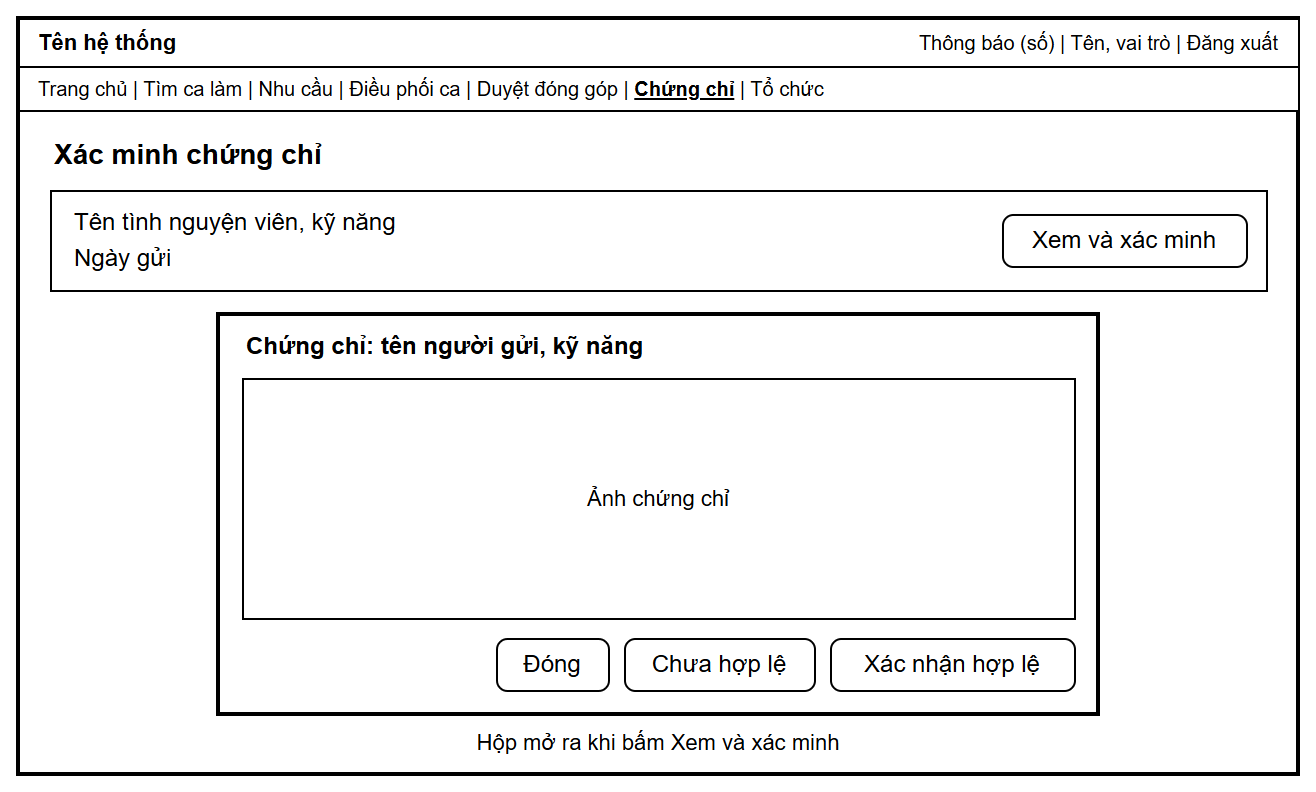 Tên hệ thống
Thông báo (số) | Tên, vai trò | Đăng xuất
Trang chủ | Tìm ca làm | Nhu cầu | Điều phối ca | Duyệt đóng góp | Chứng chỉ | Tổ chức
Xác minh chứng chỉ
Tên tình nguyện viên, kỹ năng
Ngày gửi
Xem và xác minh
Chứng chỉ: tên người gửi, kỹ năng
Ảnh chứng chỉ
Đóng
Chưa hợp lệ
Xác nhận hợp lệ
Hộp mở ra khi bấm Xem và xác minh